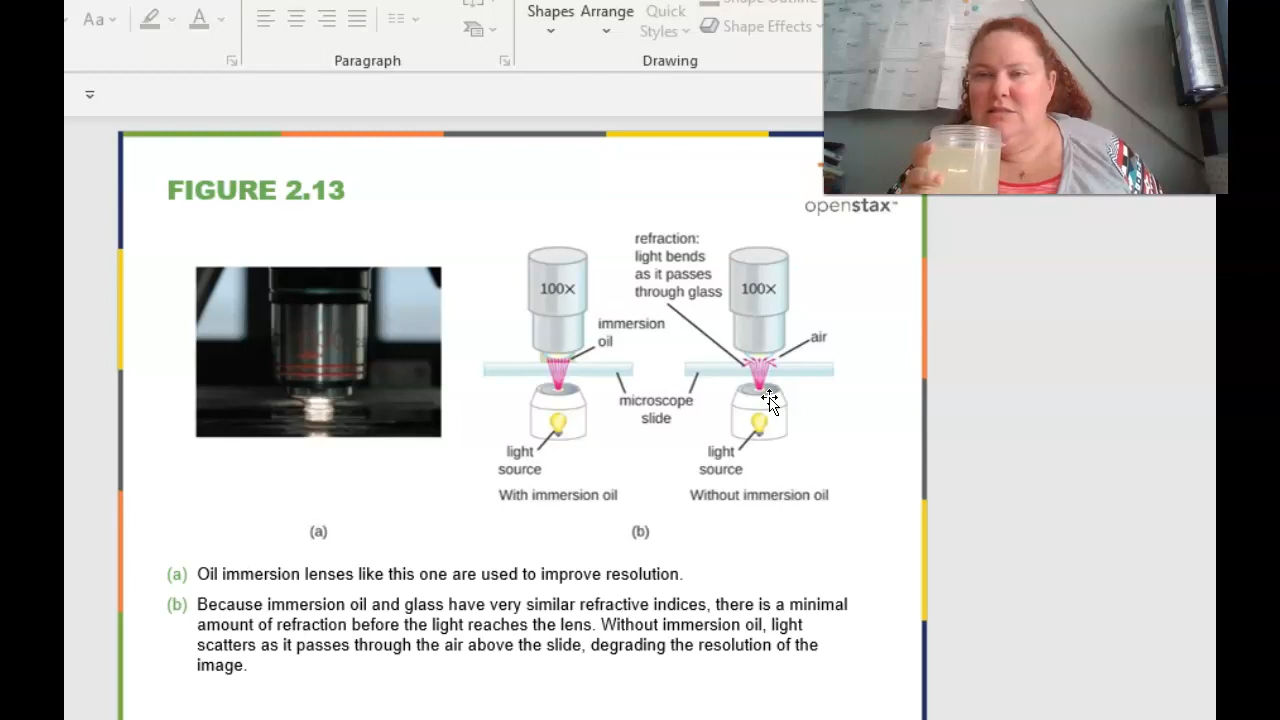 Aa
Paragraph
Shapes Arrange Quick
Styles
Shape Outline
Shape Effects
Drawing
FIGURE 2.13
openstax™
refraction:
light bends
as it passes
through glass
100×
100×
immersion
oil
air
microscope
slide
light
source
light
source
With immersion oil
Without immersion oil
(a)
(b)
(a) Oil immersion lenses like this one are used to improve resolution.
(b) Because immersion oil and glass have very similar refractive indices, there is a minimal
amount of refraction before the light reaches the lens. Without immersion oil, light
scatters as it passes through the air above the slide, degrading the resolution of the
image.